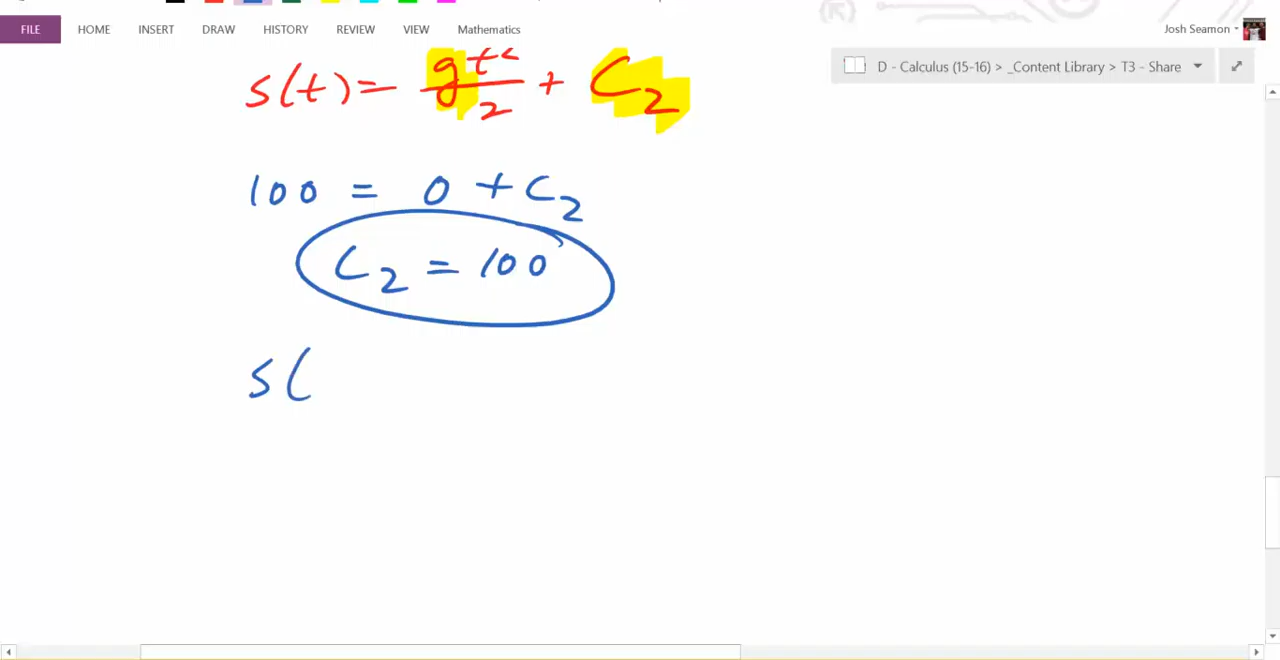 FILE HOME INSERT DRAW HISTORY REVIEW VIEW Mathematics Josh Seamon
D - Calculus (15-16) > _Content Library > T3 - Share
s(t) = gt²/2 + C₂
100 = 0 + C₂
C₂ = 100
s(